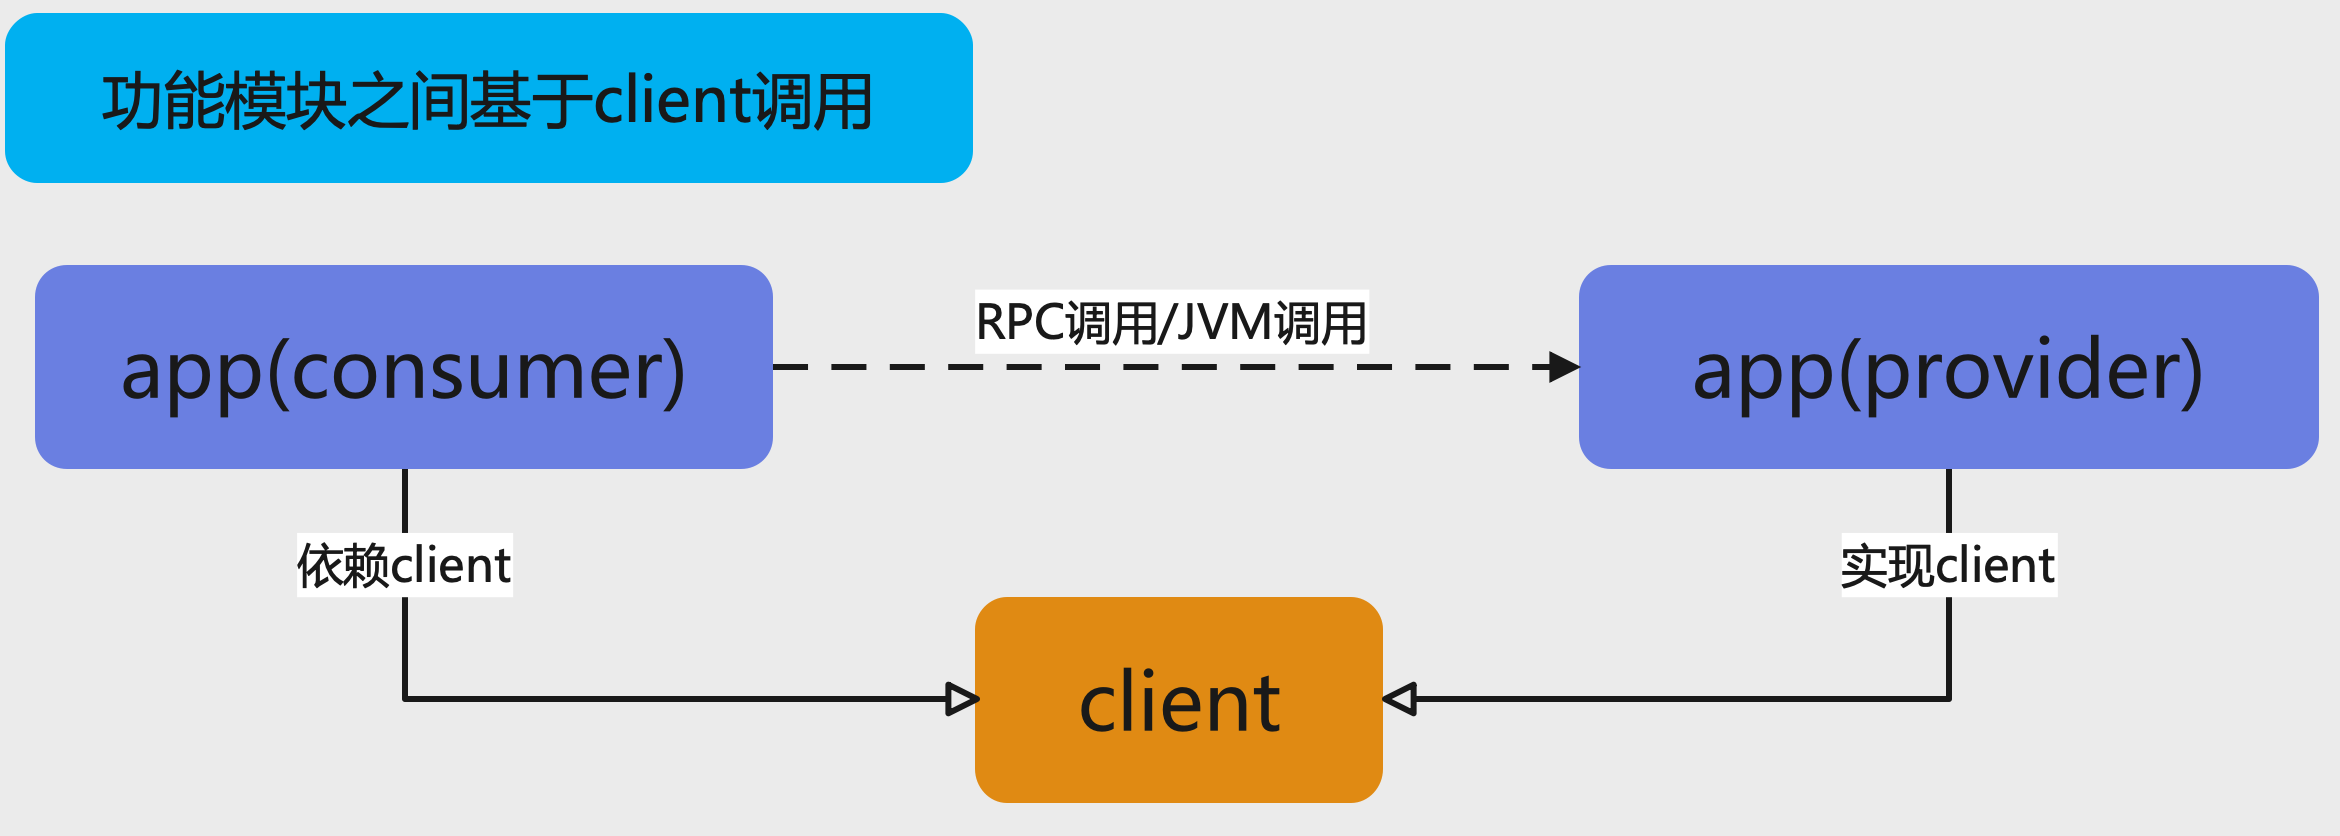 功能模块之间基于client调用
RPC调用/JVM调用
app(consumer)
app(provider)
依赖client
实现client
client